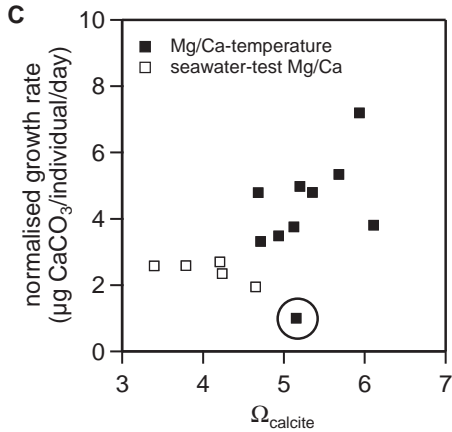 C
■ Mg/Ca-temperature
□ seawater-test Mg/Ca
normalised growth rate
(µg CaCO₃/individual/day)
10
8
6
4
2
0
3 4 5 6 7
Ωcalcite